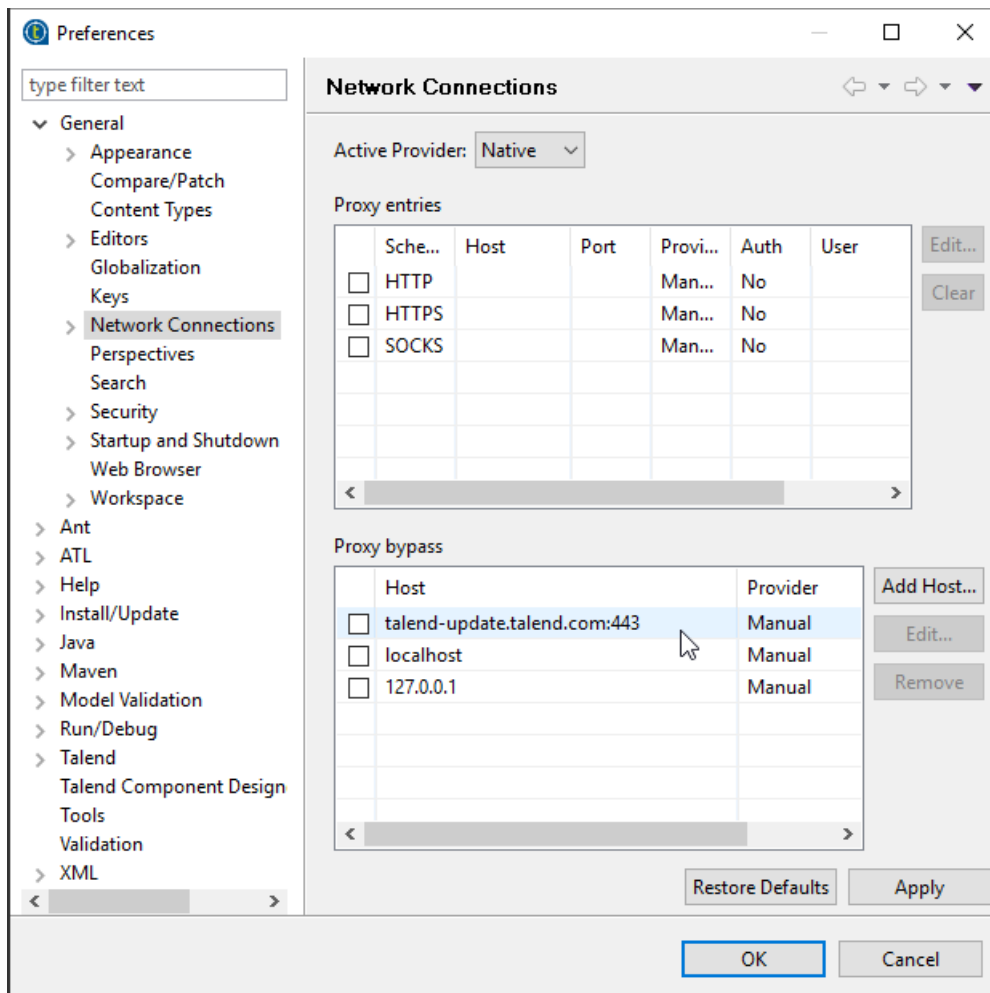 Preferences
type filter text
General
Appearance
Compare/Patch
Content Types
Editors
Globalization
Keys
Network Connections
Perspectives
Search
Security
Startup and Shutdown
Web Browser
Workspace
Ant
ATL
Help
Install/Update
Java
Maven
Model Validation
Run/Debug
Talend
Talend Component Design
Tools
Validation
XML
Network Connections
Active Provider: Native
Proxy entries
Sche... Host Port Provi... Auth User
HTTP Man... No
HTTPS Man... No
SOCKS Man... No
Edit...
Clear
Proxy bypass
Host Provider
talend-update.talend.com:443 Manual
localhost Manual
127.0.0.1 Manual
Add Host...
Edit...
Remove
Restore Defaults Apply
OK Cancel